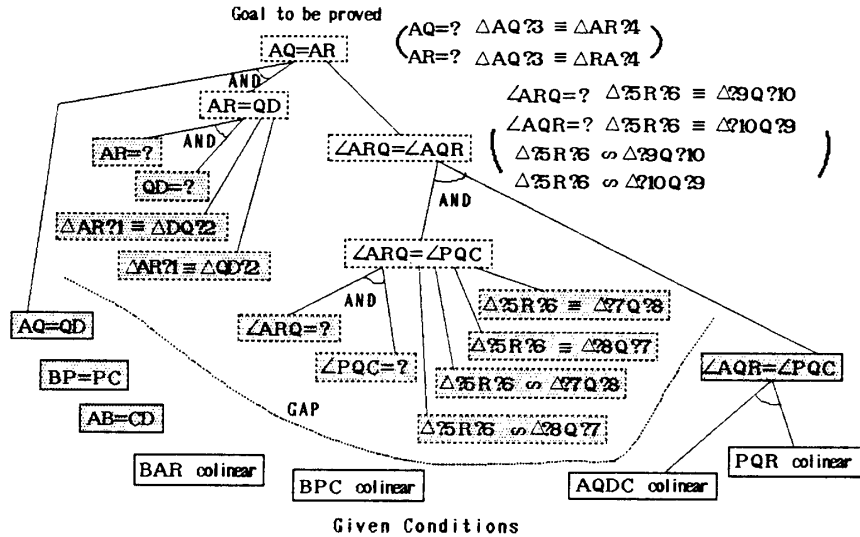 Goal to be proved
AQ=AR
AQ=? △AQ?3 ≡ △AR?4
AR=? △AQ?3 ≡ △RA?4
AND
AR=QD
∠ARQ=? △?5R?6 ≡ △?9Q?10
∠AQR=? △?5R?6 ≡ △?10Q?9
△?5R?6 ∽ △?9Q?10
△?5R?6 ∽ △?10Q?9
AR=?
AND
∠ARQ=∠AQR
QD=?
AND
△AR?1 ≡ △DQ?2
△AR?1 ≡ △QD?2
∠ARQ=∠PQC
AND
AQ=QD
∠ARQ=?
△?5R?6 ≡ △?7Q?8
△?5R?6 ≡ △?8Q?7
BP=PC
∠PQC=?
△?5R?6 ∽ △?7Q?8
∠AQR=∠PQC
AB=CD
GAP
△?5R?6 ∽ △?8Q?7
BAR colinear
BPC colinear
AQDC colinear
PQR colinear
Given Conditions